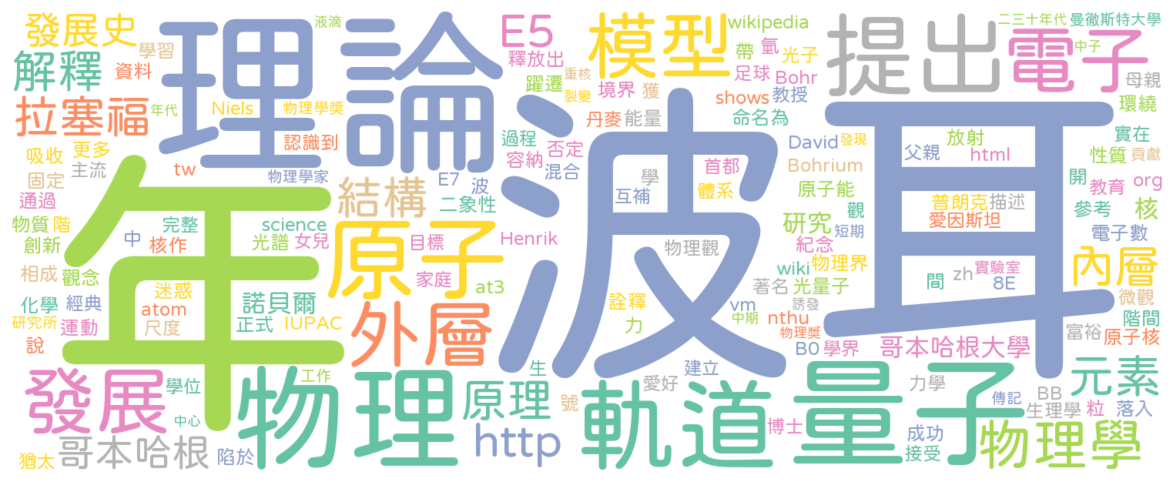 發展史
液滴
E5
模型
wikipedia
提出
二三十年代
曼徹斯特大學
學習
理論
釋放出
帶
氫
光子
電子
中子
解釋
資料
躍遷
重核
足球
Bohr
母親
拉塞福
年代
Niels
物理學獎
裂變
境界
獲
shows
教授
環繞
認識到
過程
丹麥
能量
命名為
David
發現
放射
實在
吸收
更多
tw
容納
否定
父親
html
性質
貢獻
主流
物理學家
E7
波
混合
首都
Bohrium
固定
年
結構
二象性
波耳
互補
學
體系
原子能
開
教育
org
通過
普朗克
描述
物質
階
完整
science
觀
參考
核
創新
中
核作
光譜
女兒
原子
目標
Henrik
研究
短期
愛因斯坦
電子數
家庭
物理觀
紀念
相成
觀念
迷惑
諾貝爾
at3
wiki
物理界
間
zh
實驗室
內層
化學
經典
atom
外層
詮釋
著名
光量子
8E
微觀
研究所
運動
尺度
正式
IUPAC
力
vm
中期
誘發
nthu
物理獎
富裕
階間
原子核
說
建立
B0
學界
哥本哈根大學
發展
學位
物理
工作
原理
生
愛好
軌道
量子
力學
傳記
BB
元素
號
生理學
粒
落入
中心
http
博士
成功
哥本哈根
接受
物理學
猶太
陷於